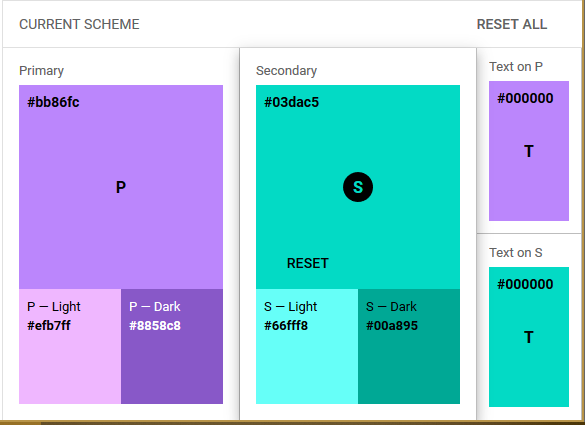 CURRENT SCHEME
RESET ALL
Primary
#bb86fc
P
P — Light
#efb7ff
P — Dark
#8858c8
Secondary
#03dac5
S
RESET
S — Light
#66fff8
S — Dark
#00a895
Text on P
#000000
T
Text on S
#000000
T